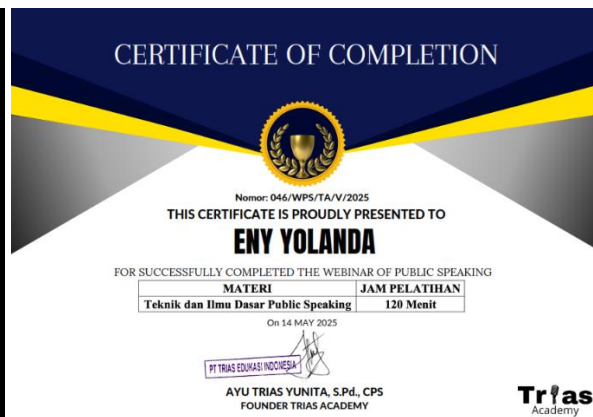 CERTIFICATE OF COMPLETION
Nomor: 046/WPS/TA/V/2025
THIS CERTIFICATE IS PROUDLY PRESENTED TO
ENY YOLANDA
FOR SUCCESSFULLY COMPLETED THE WEBINAR OF PUBLIC SPEAKING
MATERI JAM PELATIHAN
Teknik dan Ilmu Dasar Public Speaking 120 Menit
On 14 MAY 2025
PT TRIAS EDUKASI INDONESIA
AYU TRIAS YUNITA, S.Pd., CPS
FOUNDER TRIAS ACADEMY
Trias
Academy